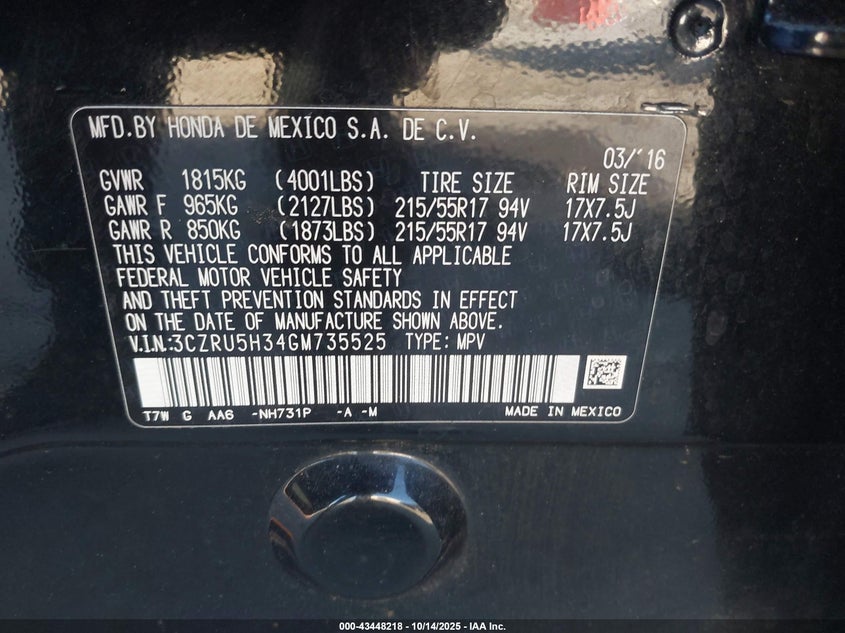 MFD.BY HONDA DE MEXICO S.A. DE C.V.
03/'16
GVWR 1815KG (4001LBS) TIRE SIZE RIM SIZE
GAWR F 965KG (2127LBS) 215/55R17 94V 17X7.5J
GAWR R 850KG (1873LBS) 215/55R17 94V 17X7.5J
THIS VEHICLE CONFORMS TO ALL APPLICABLE
FEDERAL MOTOR VEHICLE SAFETY
AND THEFT PREVENTION STANDARDS IN EFFECT
ON THE DATE OF MANUFACTURE SHOWN ABOVE.
V.I.N.:3CZRU5H34GM735525 TYPE: MPV
T7W G AA6 -NH731P -A -M MADE IN MEXICO
000-43448218 - 10/14/2025 - IAA Inc.